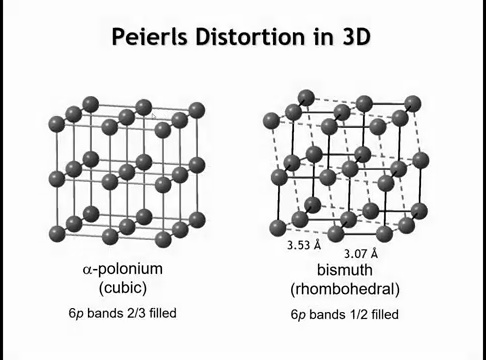 Peierls Distortion in 3D
α-polonium
(cubic)
6p bands 2/3 filled
3.53 Å
3.07 Å
bismuth
(rhombohedral)
6p bands 1/2 filled